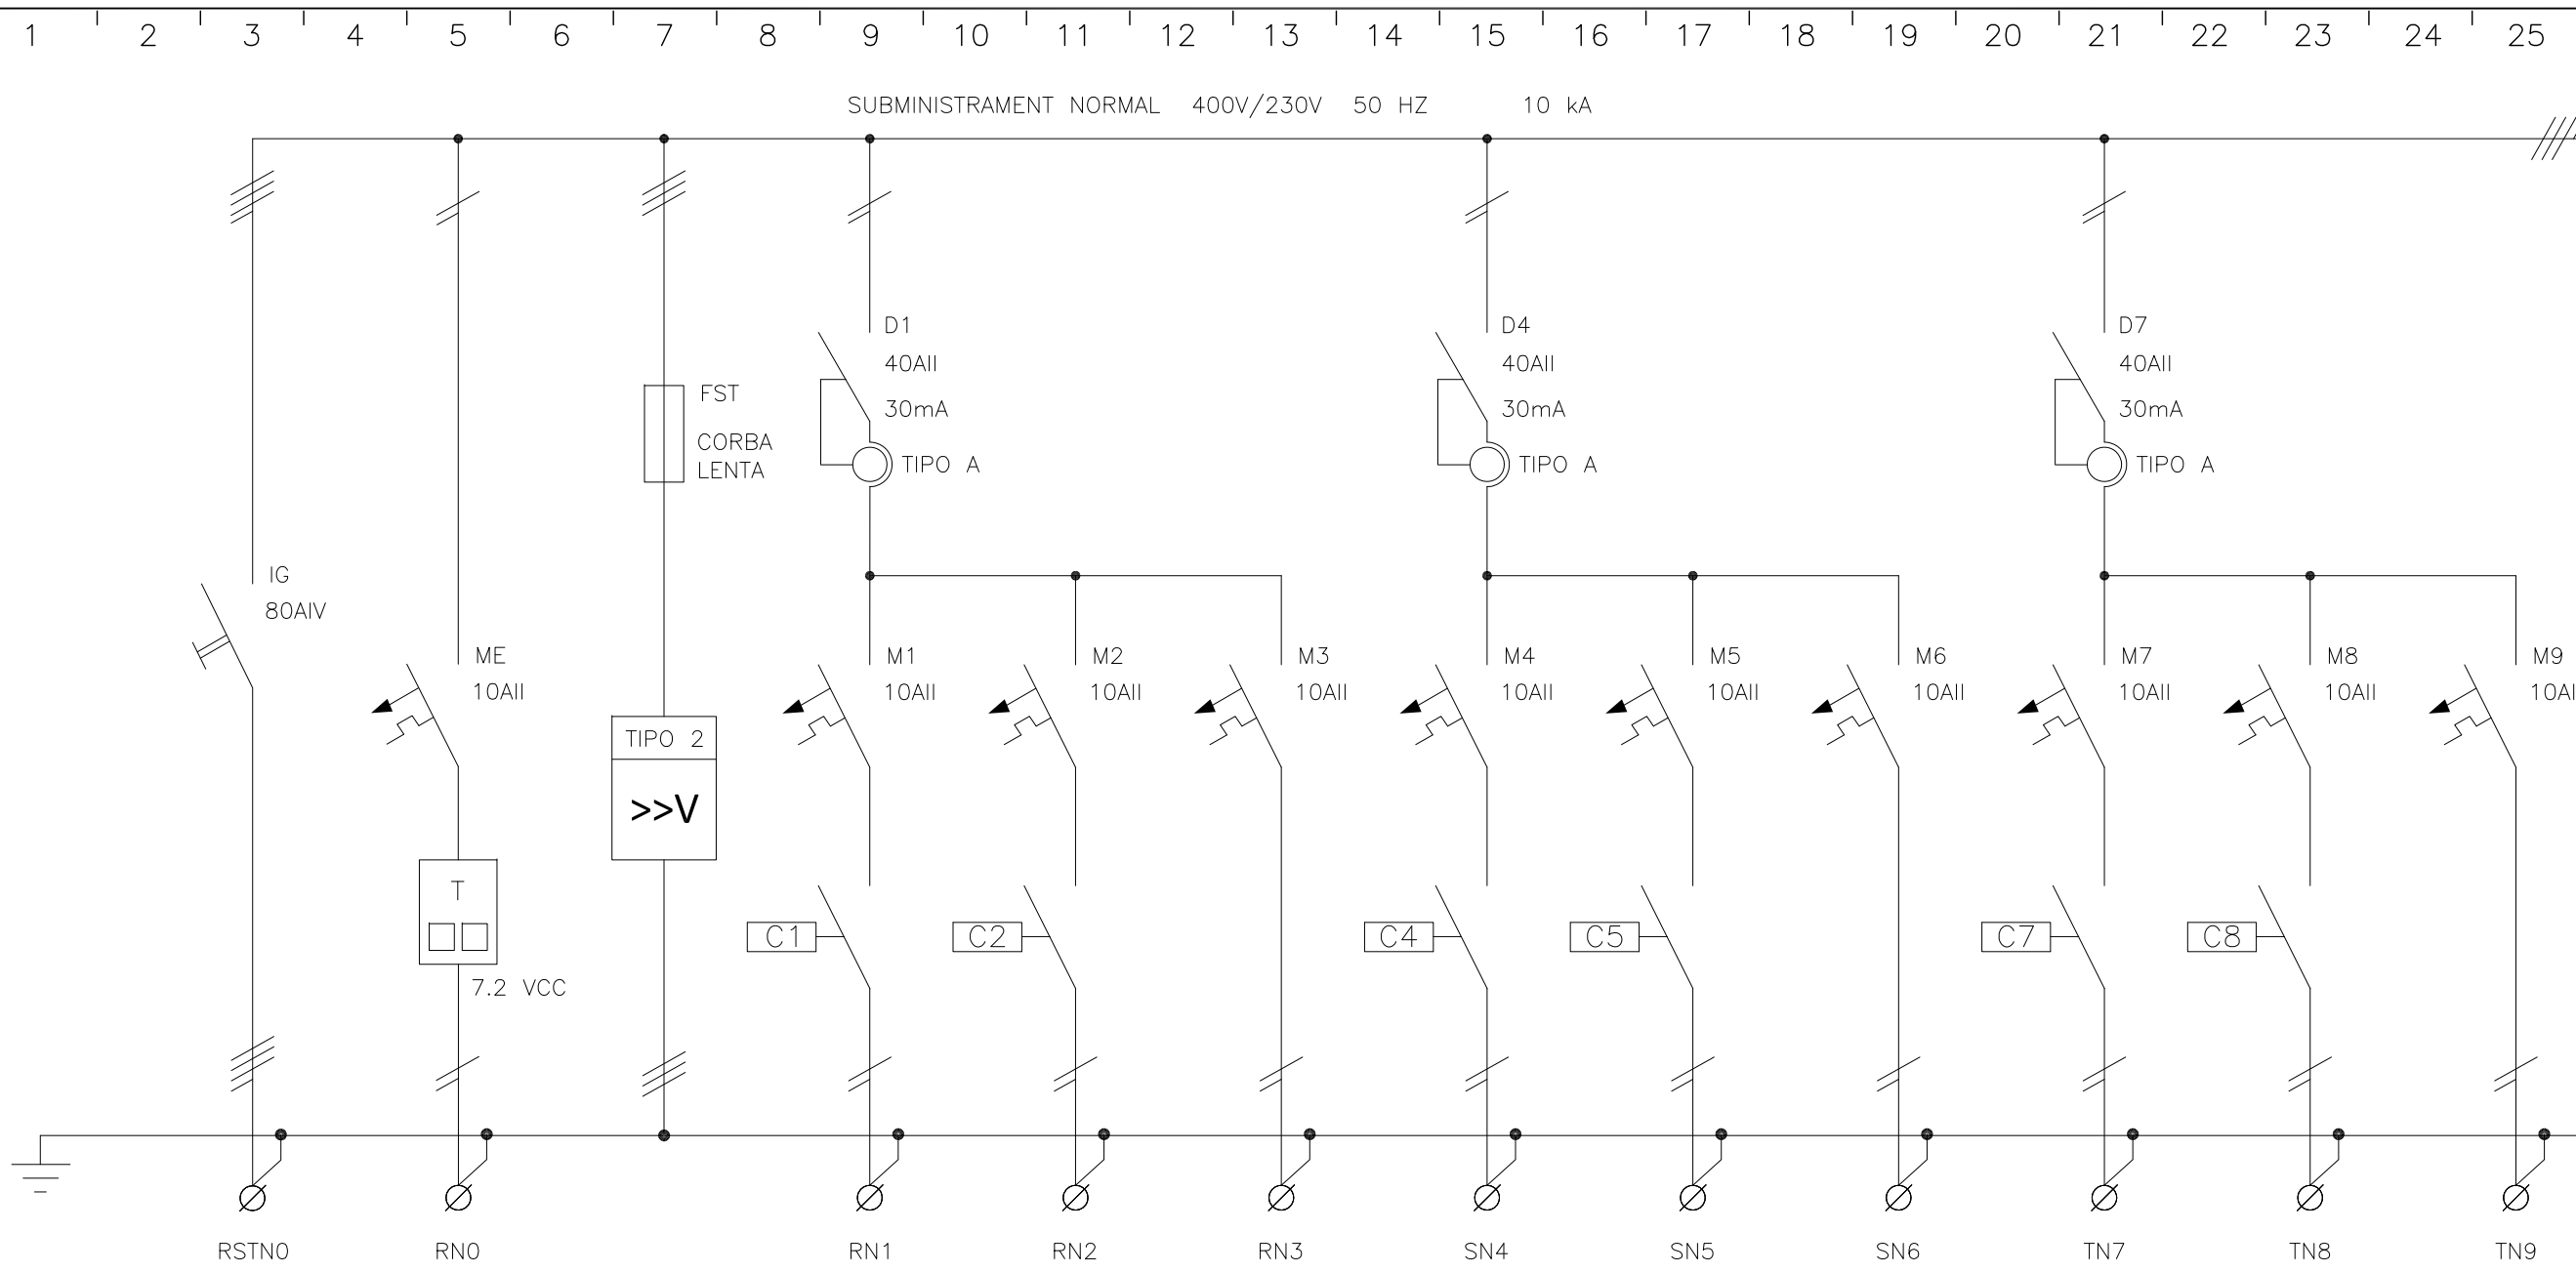 1 2 3 4 5 6 7 8 9 10 11 12 13 14 15 16 17 18 19 20 21 22 23 24 25
SUBMINISTRAMENT NORMAL 400V/230V 50 HZ 10 kA
D1 D4 D7
40AII 40AII 40AII
FST
30mA 30mA 30mA
CORBA
TIPO A TIPO A TIPO A
LENTA
IG
80AIV
ME M1 M2 M3 M4 M5 M6 M7 M8 M9
10AII 10AII 10AII 10AII 10AII 10AII 10AII 10AII 10AII
TIPO 2
>>V
T
C1 C2 C4 C5 C7 C8
7.2 VCC
RSTN0 RN0 RN1 RN2 RN3 SN4 SN5 SN6 TN7 TN8 TN9